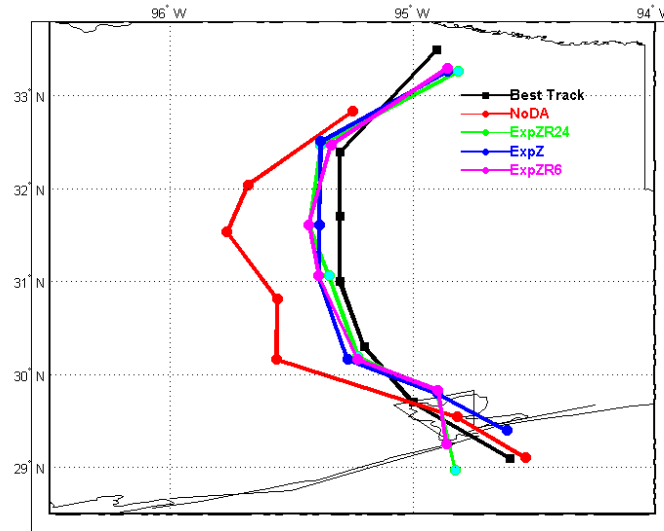 96° W
95° W
94° W
33° N
32° N
31° N
30° N
29° N
Best Track
NoDA
ExpZR24
ExpZ
ExpZR6